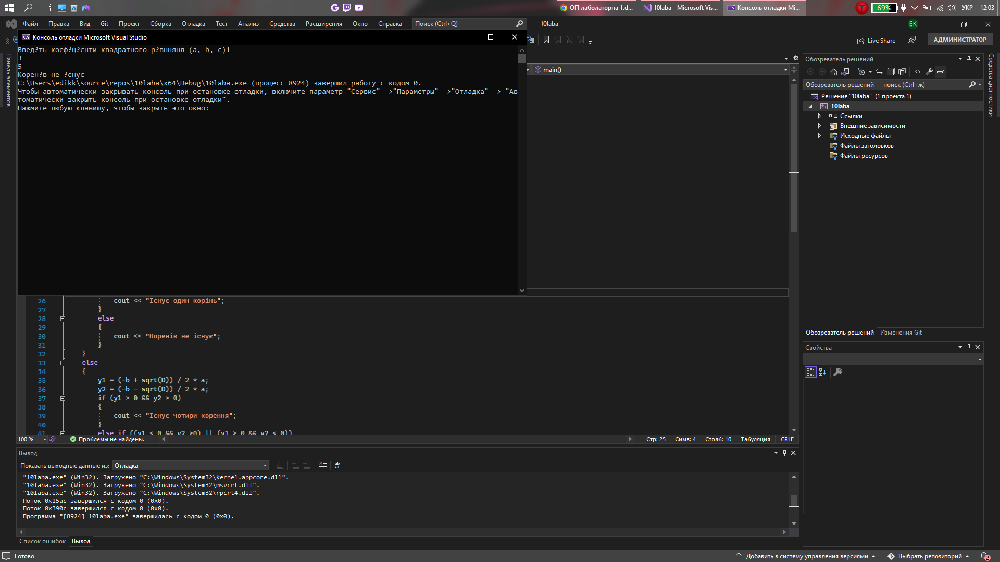 ОП лаболаторна 1.d...
10laba - Microsoft Vis...
Консоль отладки Mi...
69%
УКР
12:03
Файл Правка Вид Git Проект Сборка Отладка Тест Анализ Средства Расширения Окно Справка
Поиск (Ctrl+Q)
10laba
EK
Live Share
АДМИНИСТРАТОР
Панель элементов
Консоль отладки Microsoft Visual Studio
Введ?ть коеф?ц?єнти квадратного р?внняня (a, b, c)1
3
5
Корен?в не ?снує
C:\Users\edikk\source\repos\10laba\x64\Debug\10laba.exe (процесс 8924) завершил работу с кодом 0.
Чтобы автоматически закрывать консоль при остановке отладки, включите параметр "Сервис" ->"Параметры" ->"Отладка" -> "Ав
томатически закрыть консоль при остановке отладки".
Нажмите любую клавишу, чтобы закрыть это окно:
main()
26 cout << "Існує один корінь";
27 }
28 else
29 {
30 cout << "Коренів не існує";
31 }
32 }
33 else
34 {
35 y1 = (-b + sqrt(D)) / 2 * a;
36 y2 = (-b - sqrt(D)) / 2 * a;
37 if (y1 > 0 && y2 > 0)
38 {
39 cout << "Існує чотири корення";
40 }
41 else if ((y1 < 0 && y2 >0) || (y1 > 0 && y2 < 0))
100 %
Проблемы не найдены.
Стр: 25 Симв: 4 Столб: 10 Табуляция CRLF
Вывод
Показать выходные данные из: Отладка
"10laba.exe" (Win32). Загружено "C:\Windows\System32\kernel.appcore.dll".
"10laba.exe" (Win32). Загружено "C:\Windows\System32\msvcrt.dll".
"10laba.exe" (Win32). Загружено "C:\Windows\System32\rpcrt4.dll".
Поток 0x15ac завершился с кодом 0 (0x0).
Поток 0x390c завершился с кодом 0 (0x0).
Программа "[8924] 10laba.exe" завершилась с кодом 0 (0x0).
Список ошибок Вывод
Обозреватель решений
Обозреватель решений — поиск (Ctrl+ж)
Решение "10laba" (1 проекта 1)
10laba
Ссылки
Внешние зависимости
Исходные файлы
Файлы заголовков
Файлы ресурсов
Обозреватель решений Изменения Git
Свойства
Средства диагностики
Готово
Добавить в систему управления версиями
Выбрать репозиторий
2